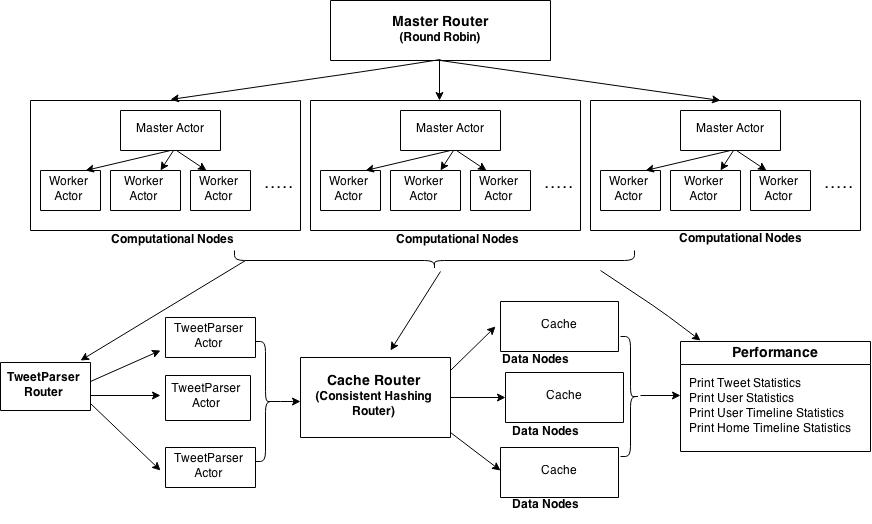 Master Router
(Round Robin)
Master Actor
Worker
Actor
Worker
Actor
Worker
Actor
.....
Computational Nodes
Master Actor
Worker
Actor
Worker
Actor
Worker
Actor
.....
Computational Nodes
Master Actor
Worker
Actor
Worker
Actor
Worker
Actor
.....
Computational Nodes
TweetParser
Router
TweetParser
Actor
TweetParser
Actor
TweetParser
Actor
Cache Router
(Consistent Hashing
Router)
Cache
Data Nodes
Cache
Data Nodes
Cache
Data Nodes
Performance
Print Tweet Statistics
Print User Statistics
Print User Timeline Statistics
Print Home Timeline Statistics